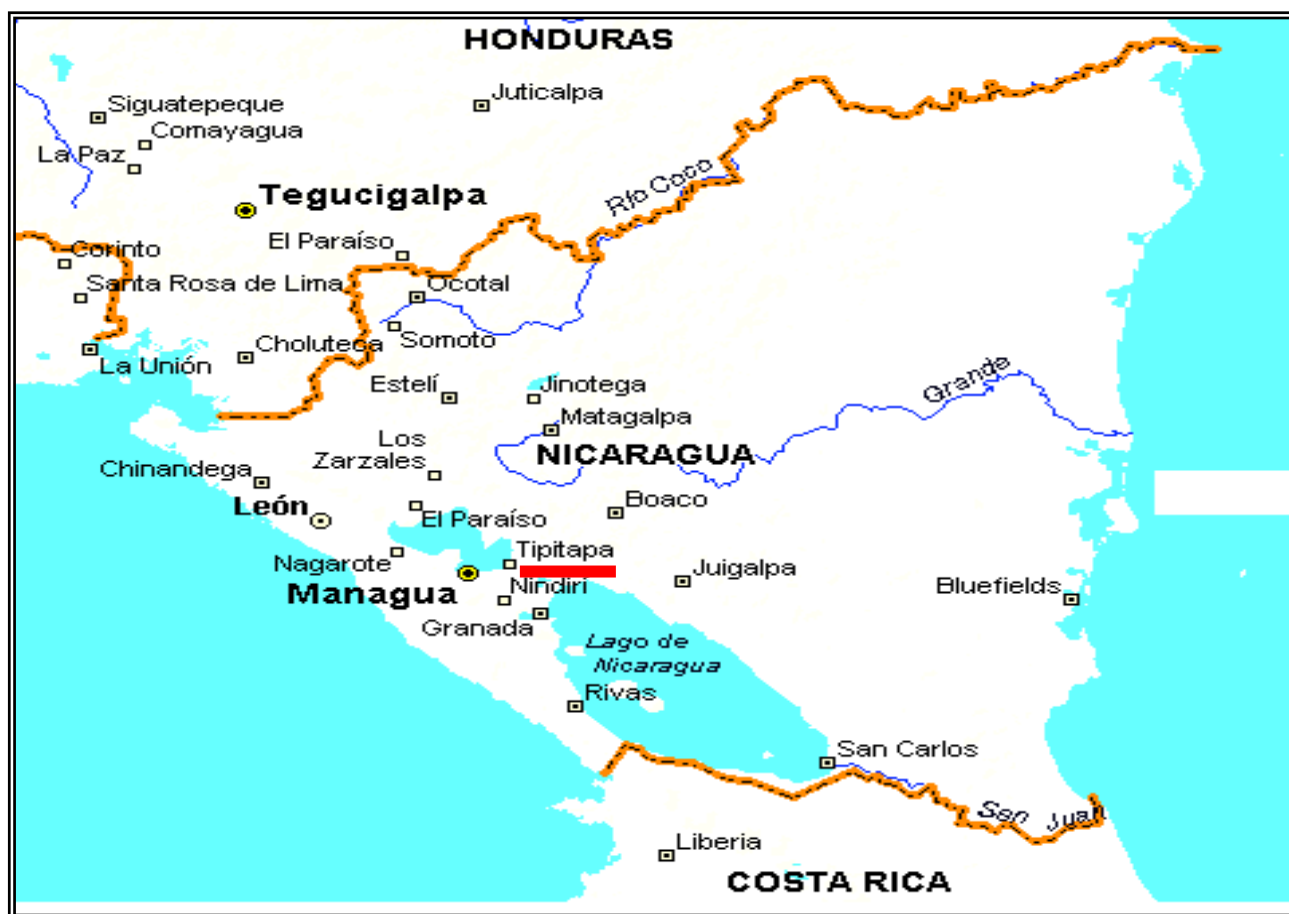 HONDURAS
Juticalpa
Siguatepeque
Comayagua
La Paz
Tegucigalpa
Río Coco
El Paraíso
Corinto
Santa Rosa de Lima
Ocotal
Somoto
Choluteca
La Unión
Estelí
Jinotega
Grande
Matagalpa
Los
Zarzales
NICARAGUA
Chinandega
León
Boaco
El Paraíso
Nagarote
Tipitapa
Juigalpa
Managua
Nindiri
Bluefields
Granada
Lago de
Nicaragua
Rivas
San Carlos
San Juan
Liberia
COSTA RICA